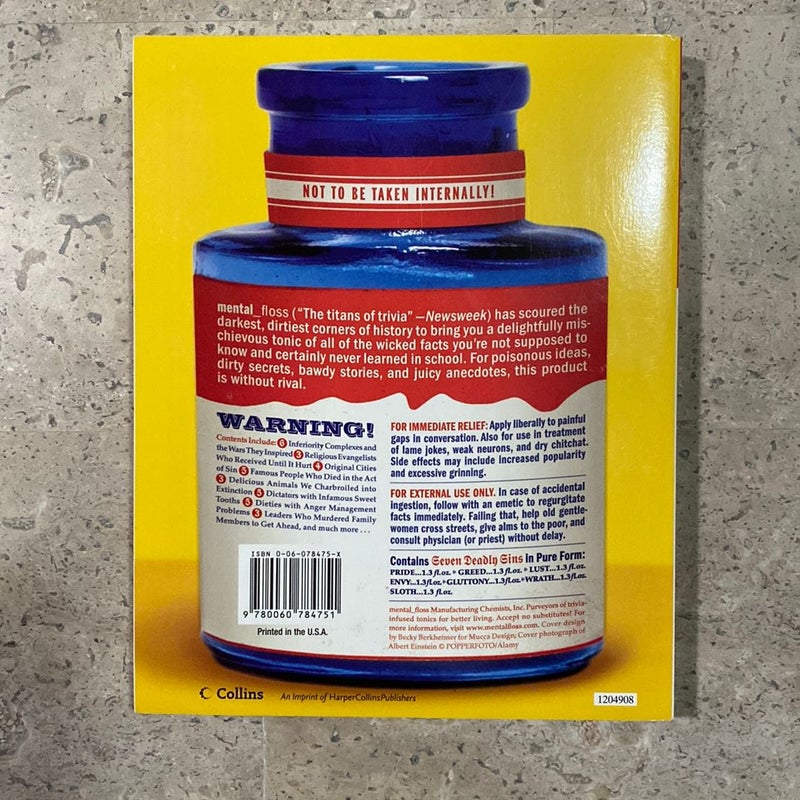 NOT TO BE TAKEN INTERNALLY!
mental_floss ("The titans of trivia" —Newsweek) has scoured the
darkest, dirtiest corners of history to bring you a delightfully mis-
chievous tonic of all of the wicked facts you're not supposed to
know and certainly never learned in school. For poisonous ideas,
dirty secrets, bawdy stories, and juicy anecdotes, this product
is without rival.
WARNING!
Contents Include: 6 Inferiority Complexes and
the Wars They Inspired 3 Religious Evangelists
Who Received Until It Hurt 4 Original Cities
of Sin 5 Famous People Who Died in the Act
3 Delicious Animals We Charbroiled into
Extinction 5 Dictators with Infamous Sweet
Tooths 5 Deities with Anger Management
Problems 3 Leaders Who Murdered Family
Members to Get Ahead, and much more . . .
ISBN 0-06-078475-X
9 780060 784751
Printed in the U.S.A.
FOR IMMEDIATE RELIEF: Apply liberally to painful
gaps in conversation. Also for use in treatment
of lame jokes, weak neurons, and dry chitchat.
Side effects may include increased popularity
and excessive grinning.
FOR EXTERNAL USE ONLY. In case of accidental
ingestion, follow with an emetic to regurgitate
facts immediately. Failing that, help old gentle-
women cross streets, give alms to the poor, and
consult physician (or priest) without delay.
Contains Seven Deadly Sins in Pure Form:
PRIDE...1.3 fl.oz. * GREED...1.3 fl.oz. * LUST...1.3 fl.oz.
ENVY...1.3 fl.oz. * GLUTTONY...1.3 fl.oz. * WRATH...1.3 fl.oz.
SLOTH...1.3 fl.oz.
mental_floss Manufacturing Chemists, Inc. Purveyors of trivia-
infused tonics for better living. Accept no substitutes! For
more information, visit www.mentalfloss.com. Cover design
by Becky Berkheimer for Mucca Design; Cover photograph of
Albert Einstein © POPPERFOTO/Alamy
Collins
An Imprint of HarperCollinsPublishers
1204908